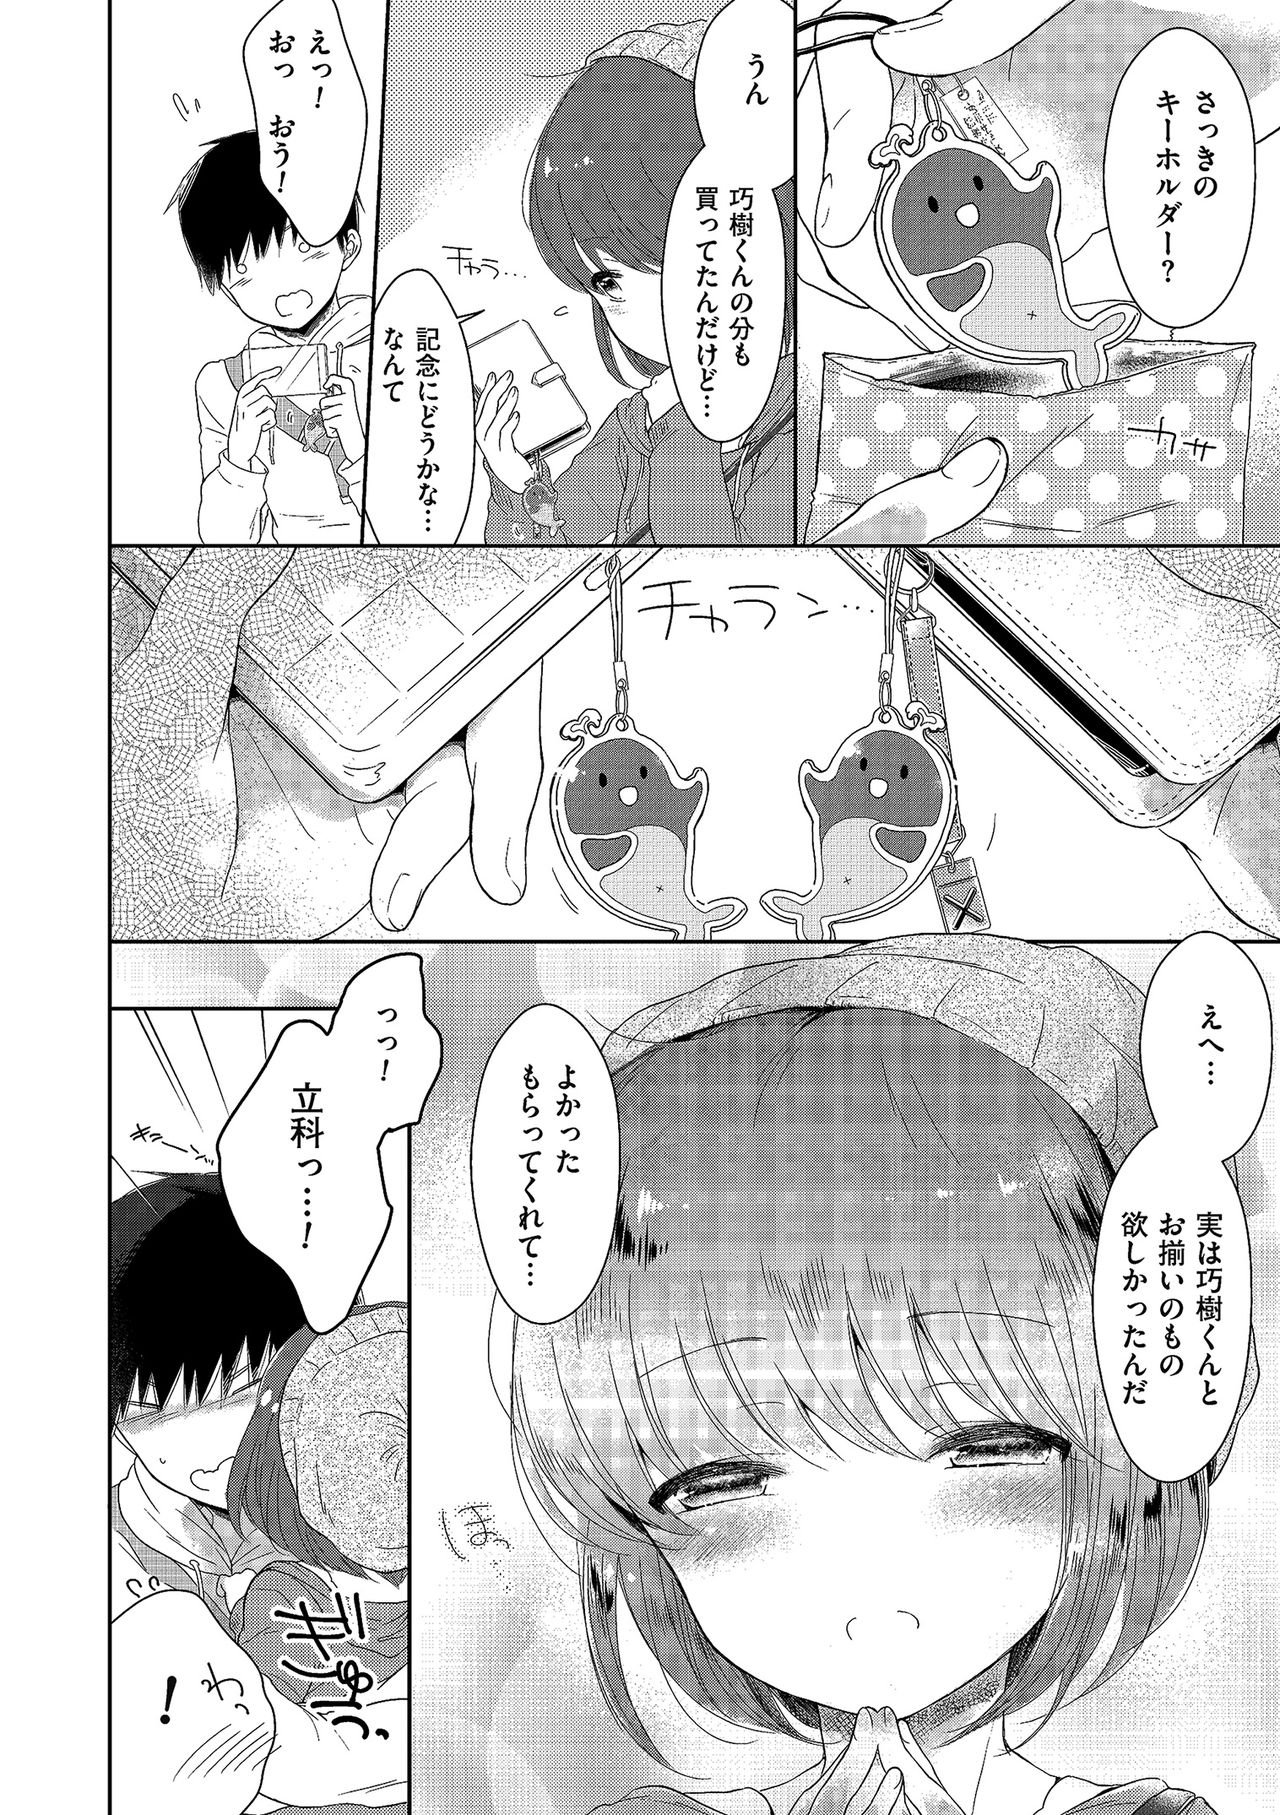 さっきの
キーホルダー?
カサ
うん
巧樹くんの分も
買ってたんだけど…
チャラ…
記念にどうかな…
なんて
えっ!
おっ おう!
チャラン…
えへ…
実は巧樹くんと
お揃いのもの
欲しかったんだ
よかった
もらってくれて…
ほっ
っっ!
立科っ…!
キューン
ギュッ
わっ
!